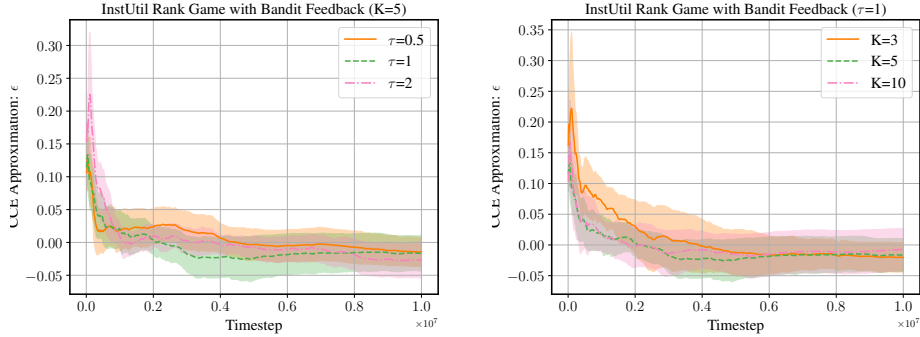 InstUtil Rank Game with Bandit Feedback (K=5)
CCE Approximation: ϵ
0.30
0.25
0.20
0.15
0.10
0.05
0.00
−0.05
τ=0.5
τ=1
τ=2
0.0
0.2
0.4
0.6
0.8
1.0
Timestep
×10⁷
InstUtil Rank Game with Bandit Feedback (τ=1)
CCE Approximation: ϵ
0.35
0.30
0.25
0.20
0.15
0.10
0.05
0.00
−0.05
K=3
K=5
K=10
0.0
0.2
0.4
0.6
0.8
1.0
Timestep
×10⁷